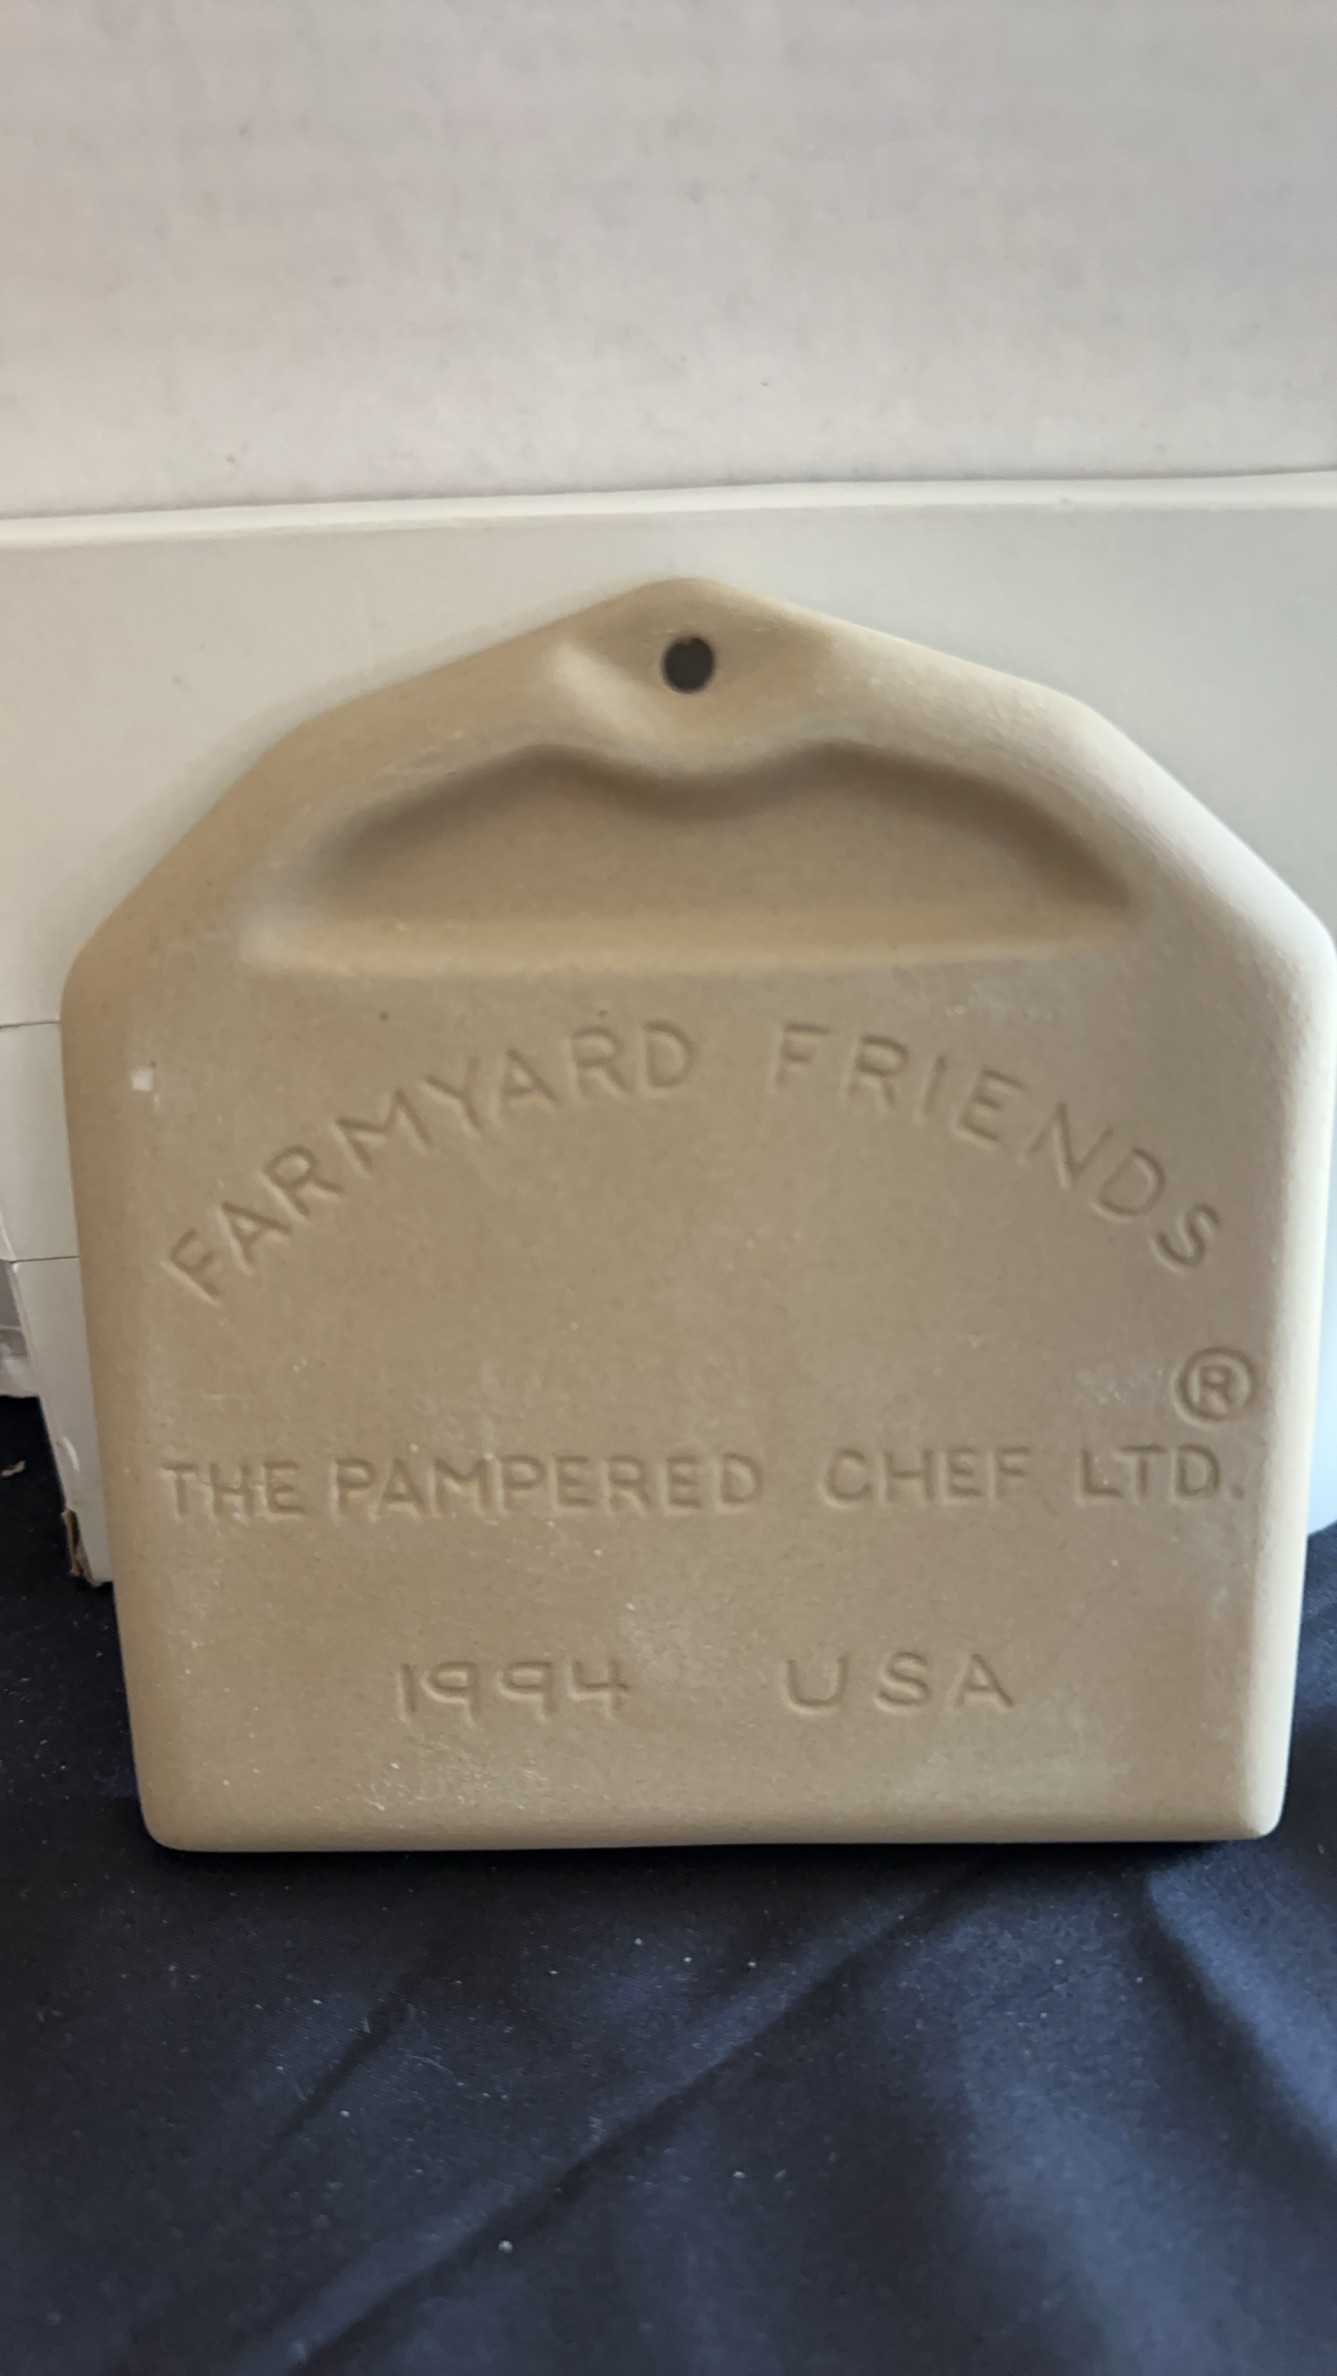 FARMYARD FRIENDS
®
THE PAMPERED CHEF LTD.
1994 USA